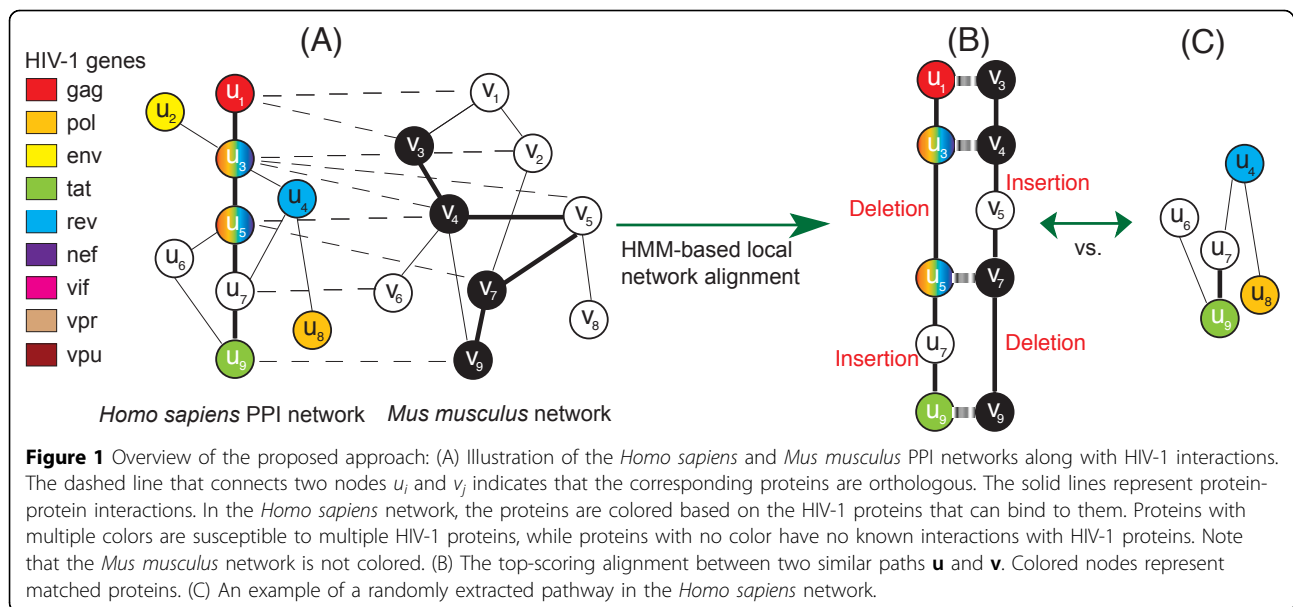 (A)
(B)
(C)
HIV-1 genes
gag
pol
env
tat
rev
nef
vif
vpr
vpu
u1
u2
u3
u4
u5
u6
u7
u8
u9
v1
v3
v2
v4
v5
v6
v7
v8
v9
Homo sapiens PPI network
Mus musculus network
HMM-based local
network alignment
u1
v3
u3
v4
Insertion
v5
Deletion
u5
v7
u7
Insertion
Deletion
u9
v9
vs.
u4
u6
u7
u8
u9
Figure 1 Overview of the proposed approach: (A) Illustration of the Homo sapiens and Mus musculus PPI networks along with HIV-1 interactions.
The dashed line that connects two nodes ui and vj indicates that the corresponding proteins are orthologous. The solid lines represent protein-
protein interactions. In the Homo sapiens network, the proteins are colored based on the HIV-1 proteins that can bind to them. Proteins with
multiple colors are susceptible to multiple HIV-1 proteins, while proteins with no color have no known interactions with HIV-1 proteins. Note
that the Mus musculus network is not colored. (B) The top-scoring alignment between two similar paths u and v. Colored nodes represent
matched proteins. (C) An example of a randomly extracted pathway in the Homo sapiens network.